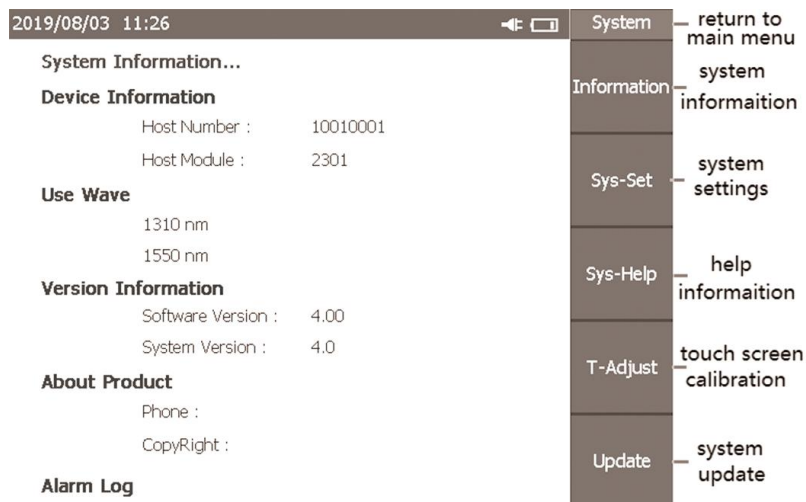 2019/08/03 11:26
System Information...
Device Information
Host Number : 10010001
Host Module : 2301
Use Wave
1310 nm
1550 nm
Version Information
Software Version : 4.00
System Version : 4.0
About Product
Phone :
CopyRight :
Alarm Log
System
return to
main menu
Information
system
informaition
Sys-Set
system
settings
Sys-Help
help
informaition
T-Adjust
touch screen
calibration
Update
system
update